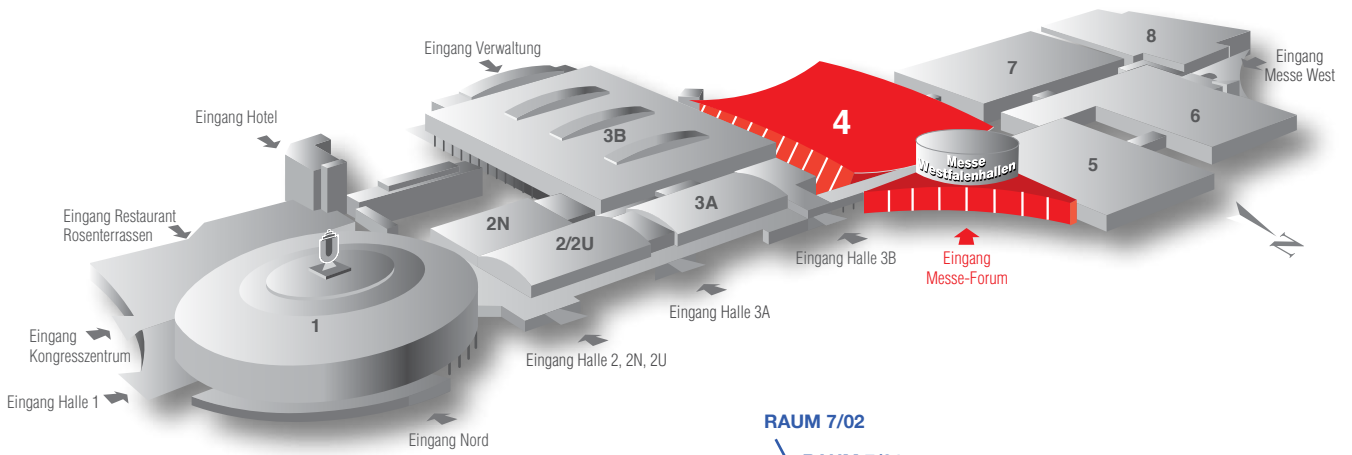 8
Eingang Verwaltung
Eingang
Messe West
7
Eingang Hotel
4
6
3B
Messe
Westfalenhallen
5
3A
Eingang Restaurant
Rosenterrassen
2N
2/2U
N
Eingang Halle 3B
Eingang
Messe-Forum
Eingang Halle 3A
1
Eingang
Kongresszentrum
Eingang Halle 2, 2N, 2U
Eingang Halle 1
Eingang Nord
RAUM 7/02